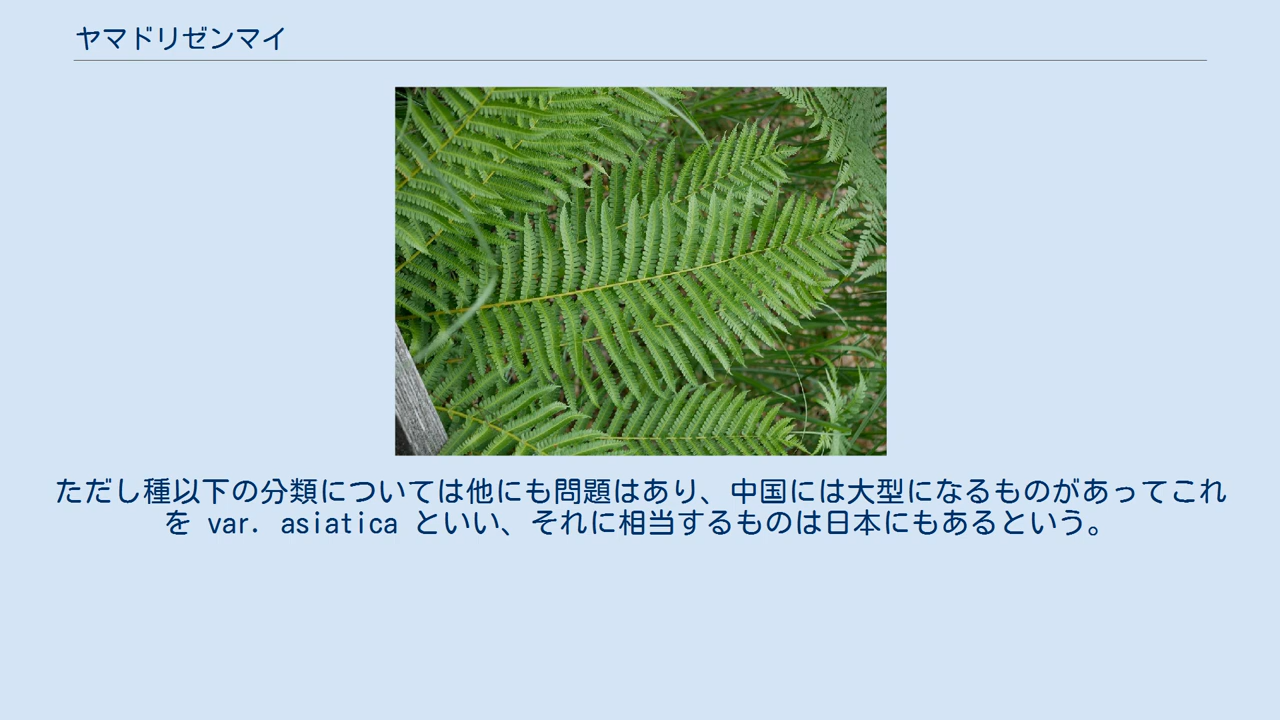 ヤマドリゼンマイ
ただし種以下の分類については他にも問題はあり、中国には大型になるものがあってこれ
を var. asiatica といい、それに相当するものは日本にもあるという。